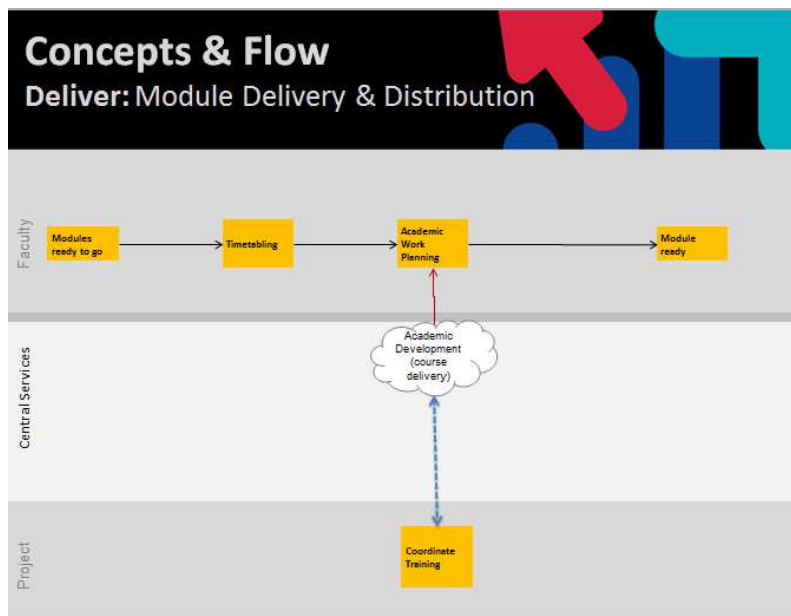 Concepts & Flow
Deliver: Module Delivery & Distribution
Faculty
Modules
ready to go
Timetabling
Academic
Work
Planning
Module
ready
Central Services
Academic
Development
(course
delivery)
Project
Coordinate
Training